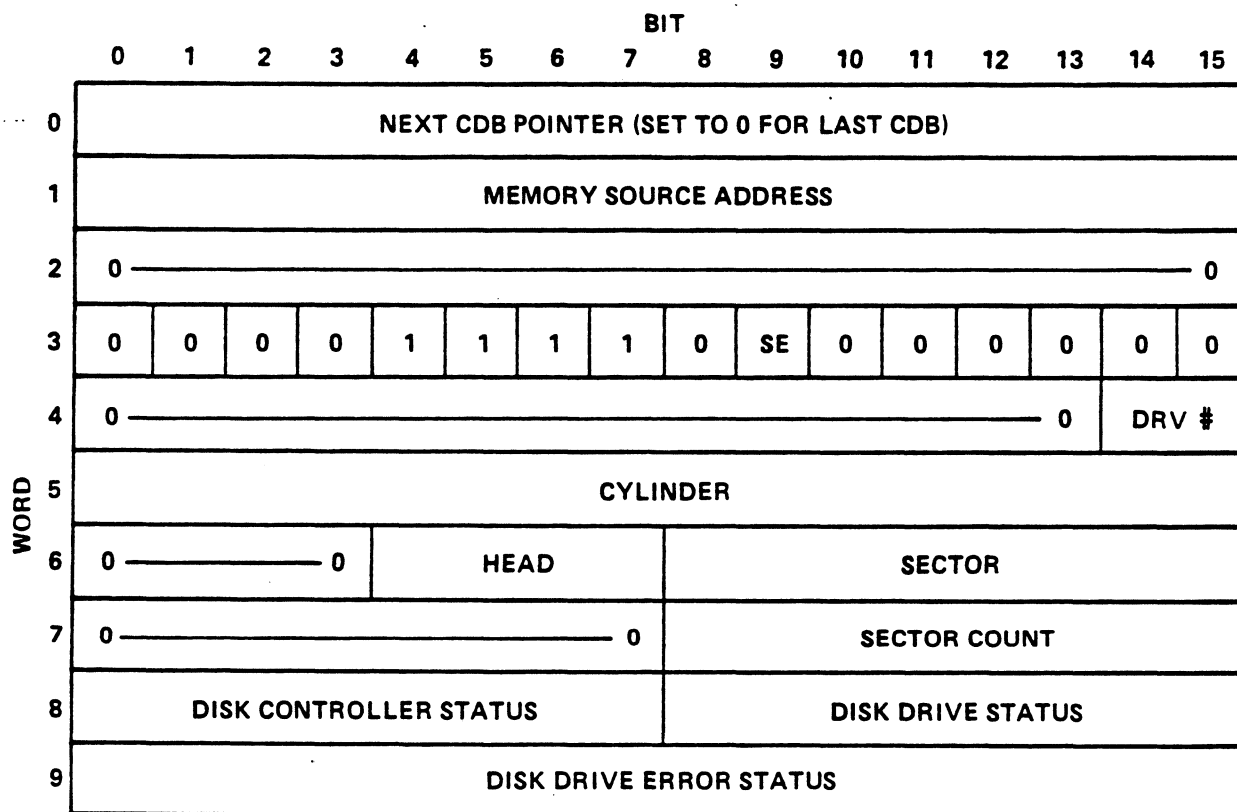 BIT
0 1 2 3 4 5 6 7 8 9 10 11 12 13 14 15
0 NEXT CDB POINTER (SET TO 0 FOR LAST CDB)
1 MEMORY SOURCE ADDRESS
2 0 0
3 0 0 0 0 1 1 1 1 0 SE 0 0 0 0 0 0
4 0 0 DRV #
WORD
5 CYLINDER
6 0 0 HEAD SECTOR
7 0 0 SECTOR COUNT
8 DISK CONTROLLER STATUS DISK DRIVE STATUS
9 DISK DRIVE ERROR STATUS